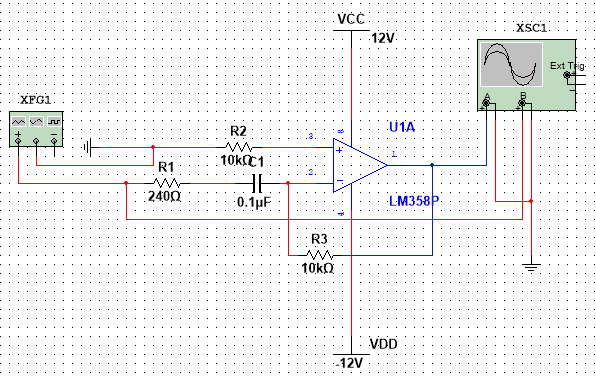 VCC
12V
XSC1
Ext Trig
+
A
B
+
-
+
-
XFG1
+
-
R2
10kΩ
3
8
+
U1A
1
R1
240Ω
C1
0.1µF
2
-
4
LM358P
R3
10kΩ
VDD
-12V